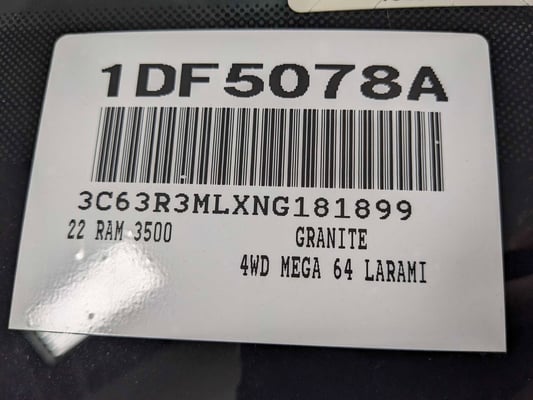 1DF5078A
3C63R3MLXNG181899
22 RAM 3500 GRANITE
4WD MEGA 64 LARAMI